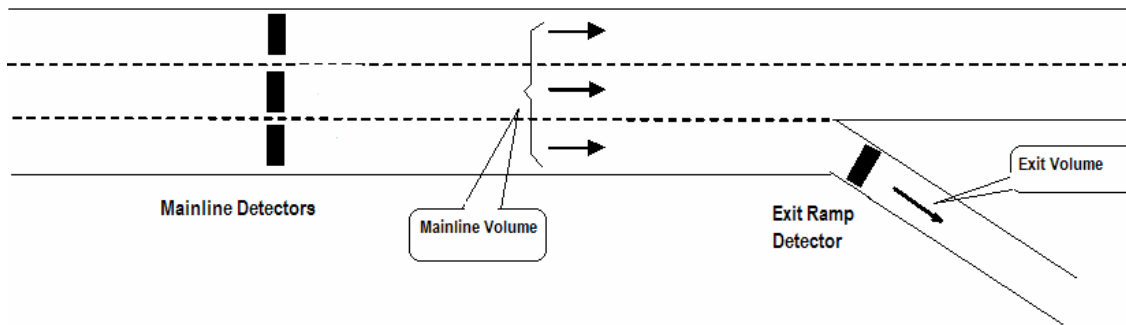 Mainline Detectors
Mainline Volume
Exit Ramp
Detector
Exit Volume